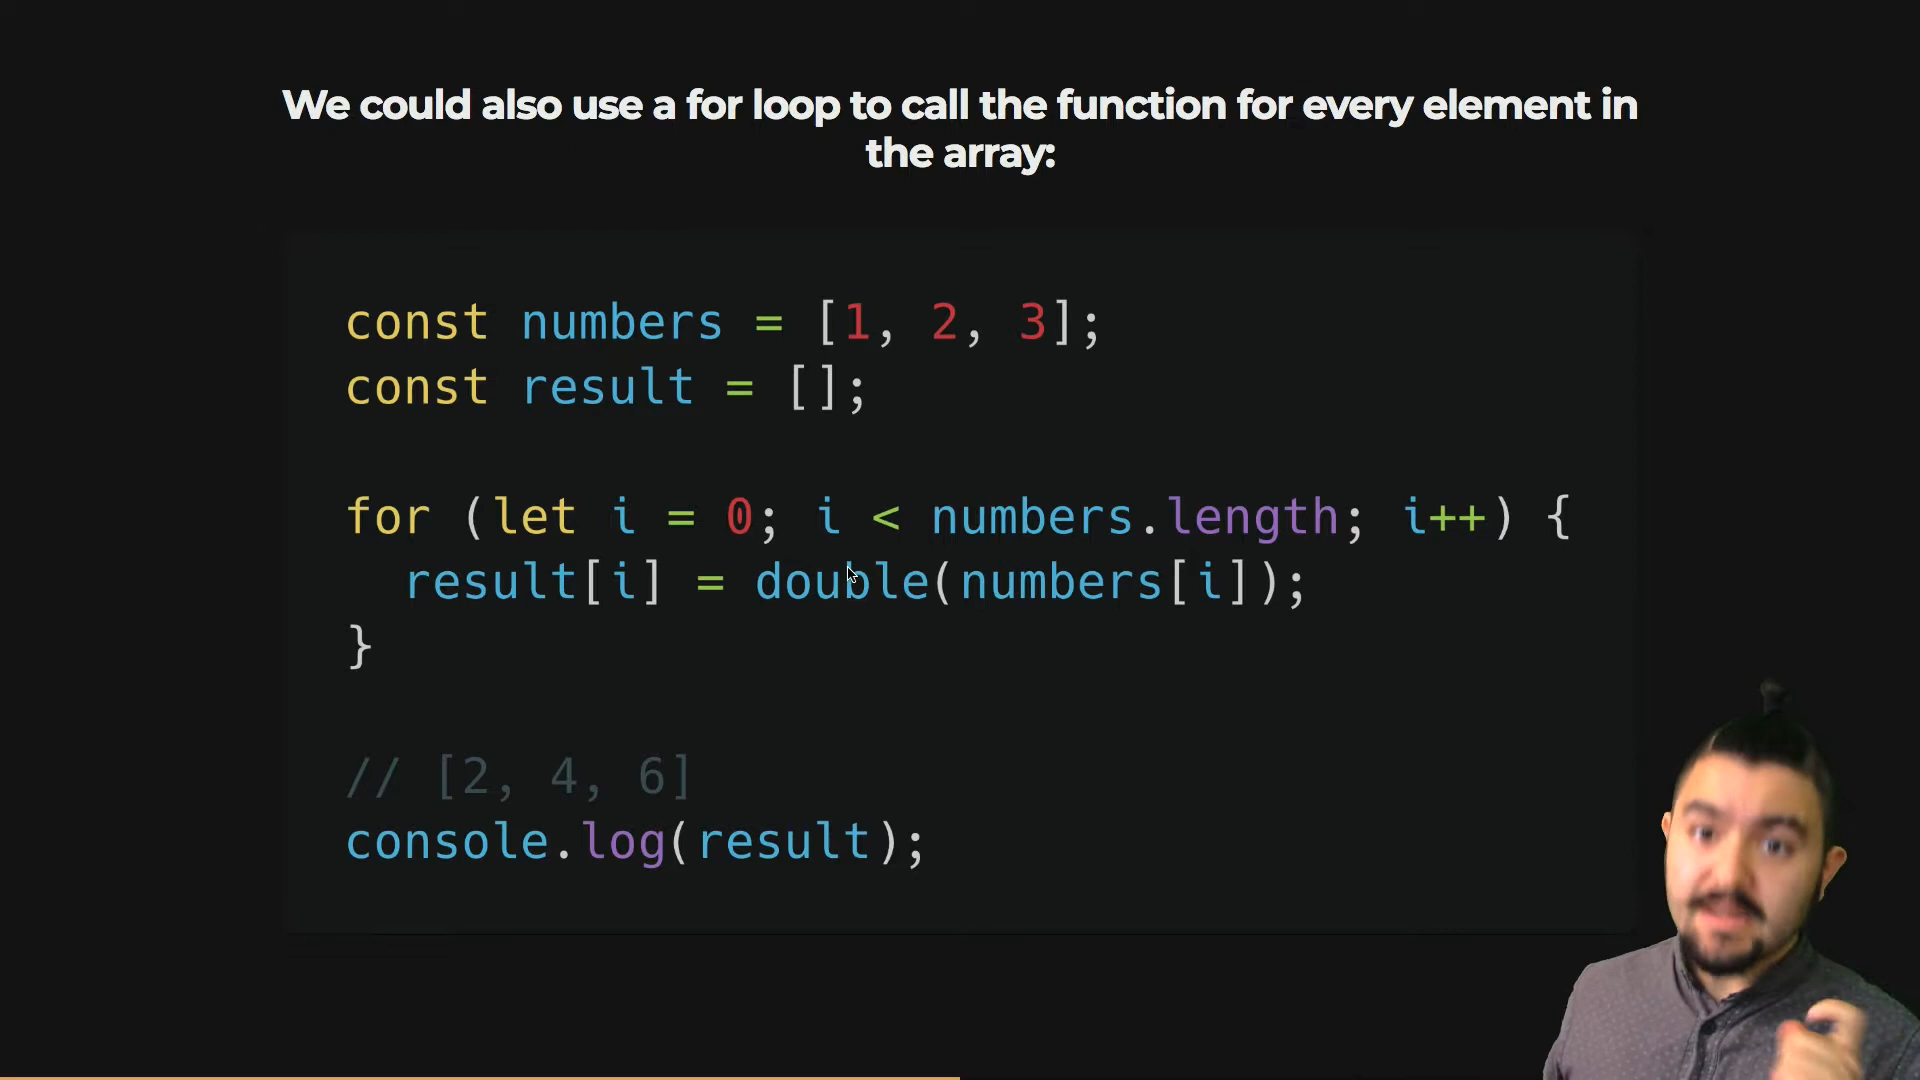 We could also use a for loop to call the function for every element in
the array:
const numbers = [1, 2, 3];
const result = [];
for (let i = 0; i < numbers.length; i++) {
  result[i] = double(numbers[i]);
}
// [2, 4, 6]
console.log(result);